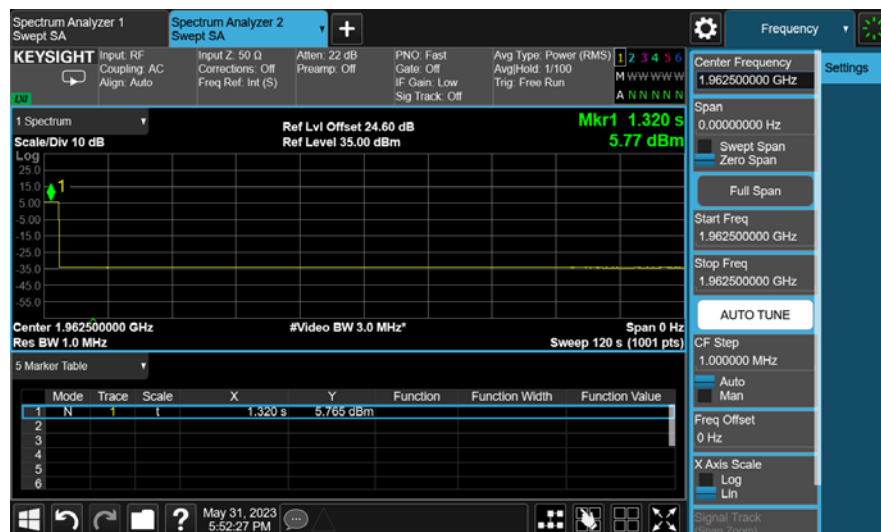 Spectrum Analyzer 1
Swept SA
Spectrum Analyzer 2
Swept SA
+
Frequency
KEYSIGHT
Input: RF
Coupling: AC
Align: Auto
Input Z: 50 Ω
Corrections: Off
Freq Ref: Int (S)
Atten: 22 dB
Preamp: Off
PNO: Fast
Gate: Off
IF Gain: Low
Sig Track: Off
Avg Type: Power (RMS)
Avg|Hold: 1/100
Trig: Free Run
1 2 3 4 5 6
M W W W W W
A N N N N N
LXI
1 Spectrum
Scale/Div 10 dB
Ref Lvl Offset 24.60 dB
Ref Level 35.00 dBm
Mkr1 1.320 s
5.77 dBm
Log
25.0
15.0
5.00
-5.00
-15.0
-25.0
-35.0
-45.0
-55.0
1
Center 1.962500000 GHz
#Video BW 3.0 MHz*
Span 0 Hz
Res BW 1.0 MHz
Sweep 120 s (1001 pts)
5 Marker Table
Mode Trace Scale X Y Function Function Width Function Value
1 N 1 t 1.320 s 5.765 dBm
2
3
4
5
6
Center Frequency
1.962500000 GHz
Span
0.00000000 Hz
Swept Span
Zero Span
Full Span
Start Freq
1.962500000 GHz
Stop Freq
1.962500000 GHz
AUTO TUNE
CF Step
1.000000 MHz
Auto
Man
Freq Offset
0 Hz
X Axis Scale
Log
Lin
Signal Track
(Span Zoom)
Settings
?
May 31, 2023
5:52:27 PM